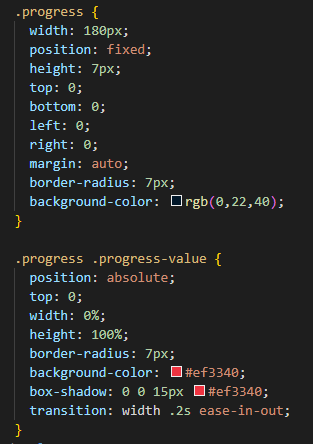 .progress {
width: 180px;
position: fixed;
height: 7px;
top: 0;
bottom: 0;
left: 0;
right: 0;
margin: auto;
border-radius: 7px;
background-color: rgb(0,22,40);
}
.progress .progress-value {
position: absolute;
top: 0;
width: 0%;
height: 100%;
border-radius: 7px;
background-color: #ef3340;
box-shadow: 0 0 15px #ef3340;
transition: width .2s ease-in-out;
}